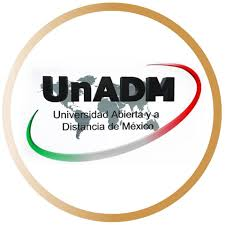 UnADM
Universidad Abierta y a
Distancia de México